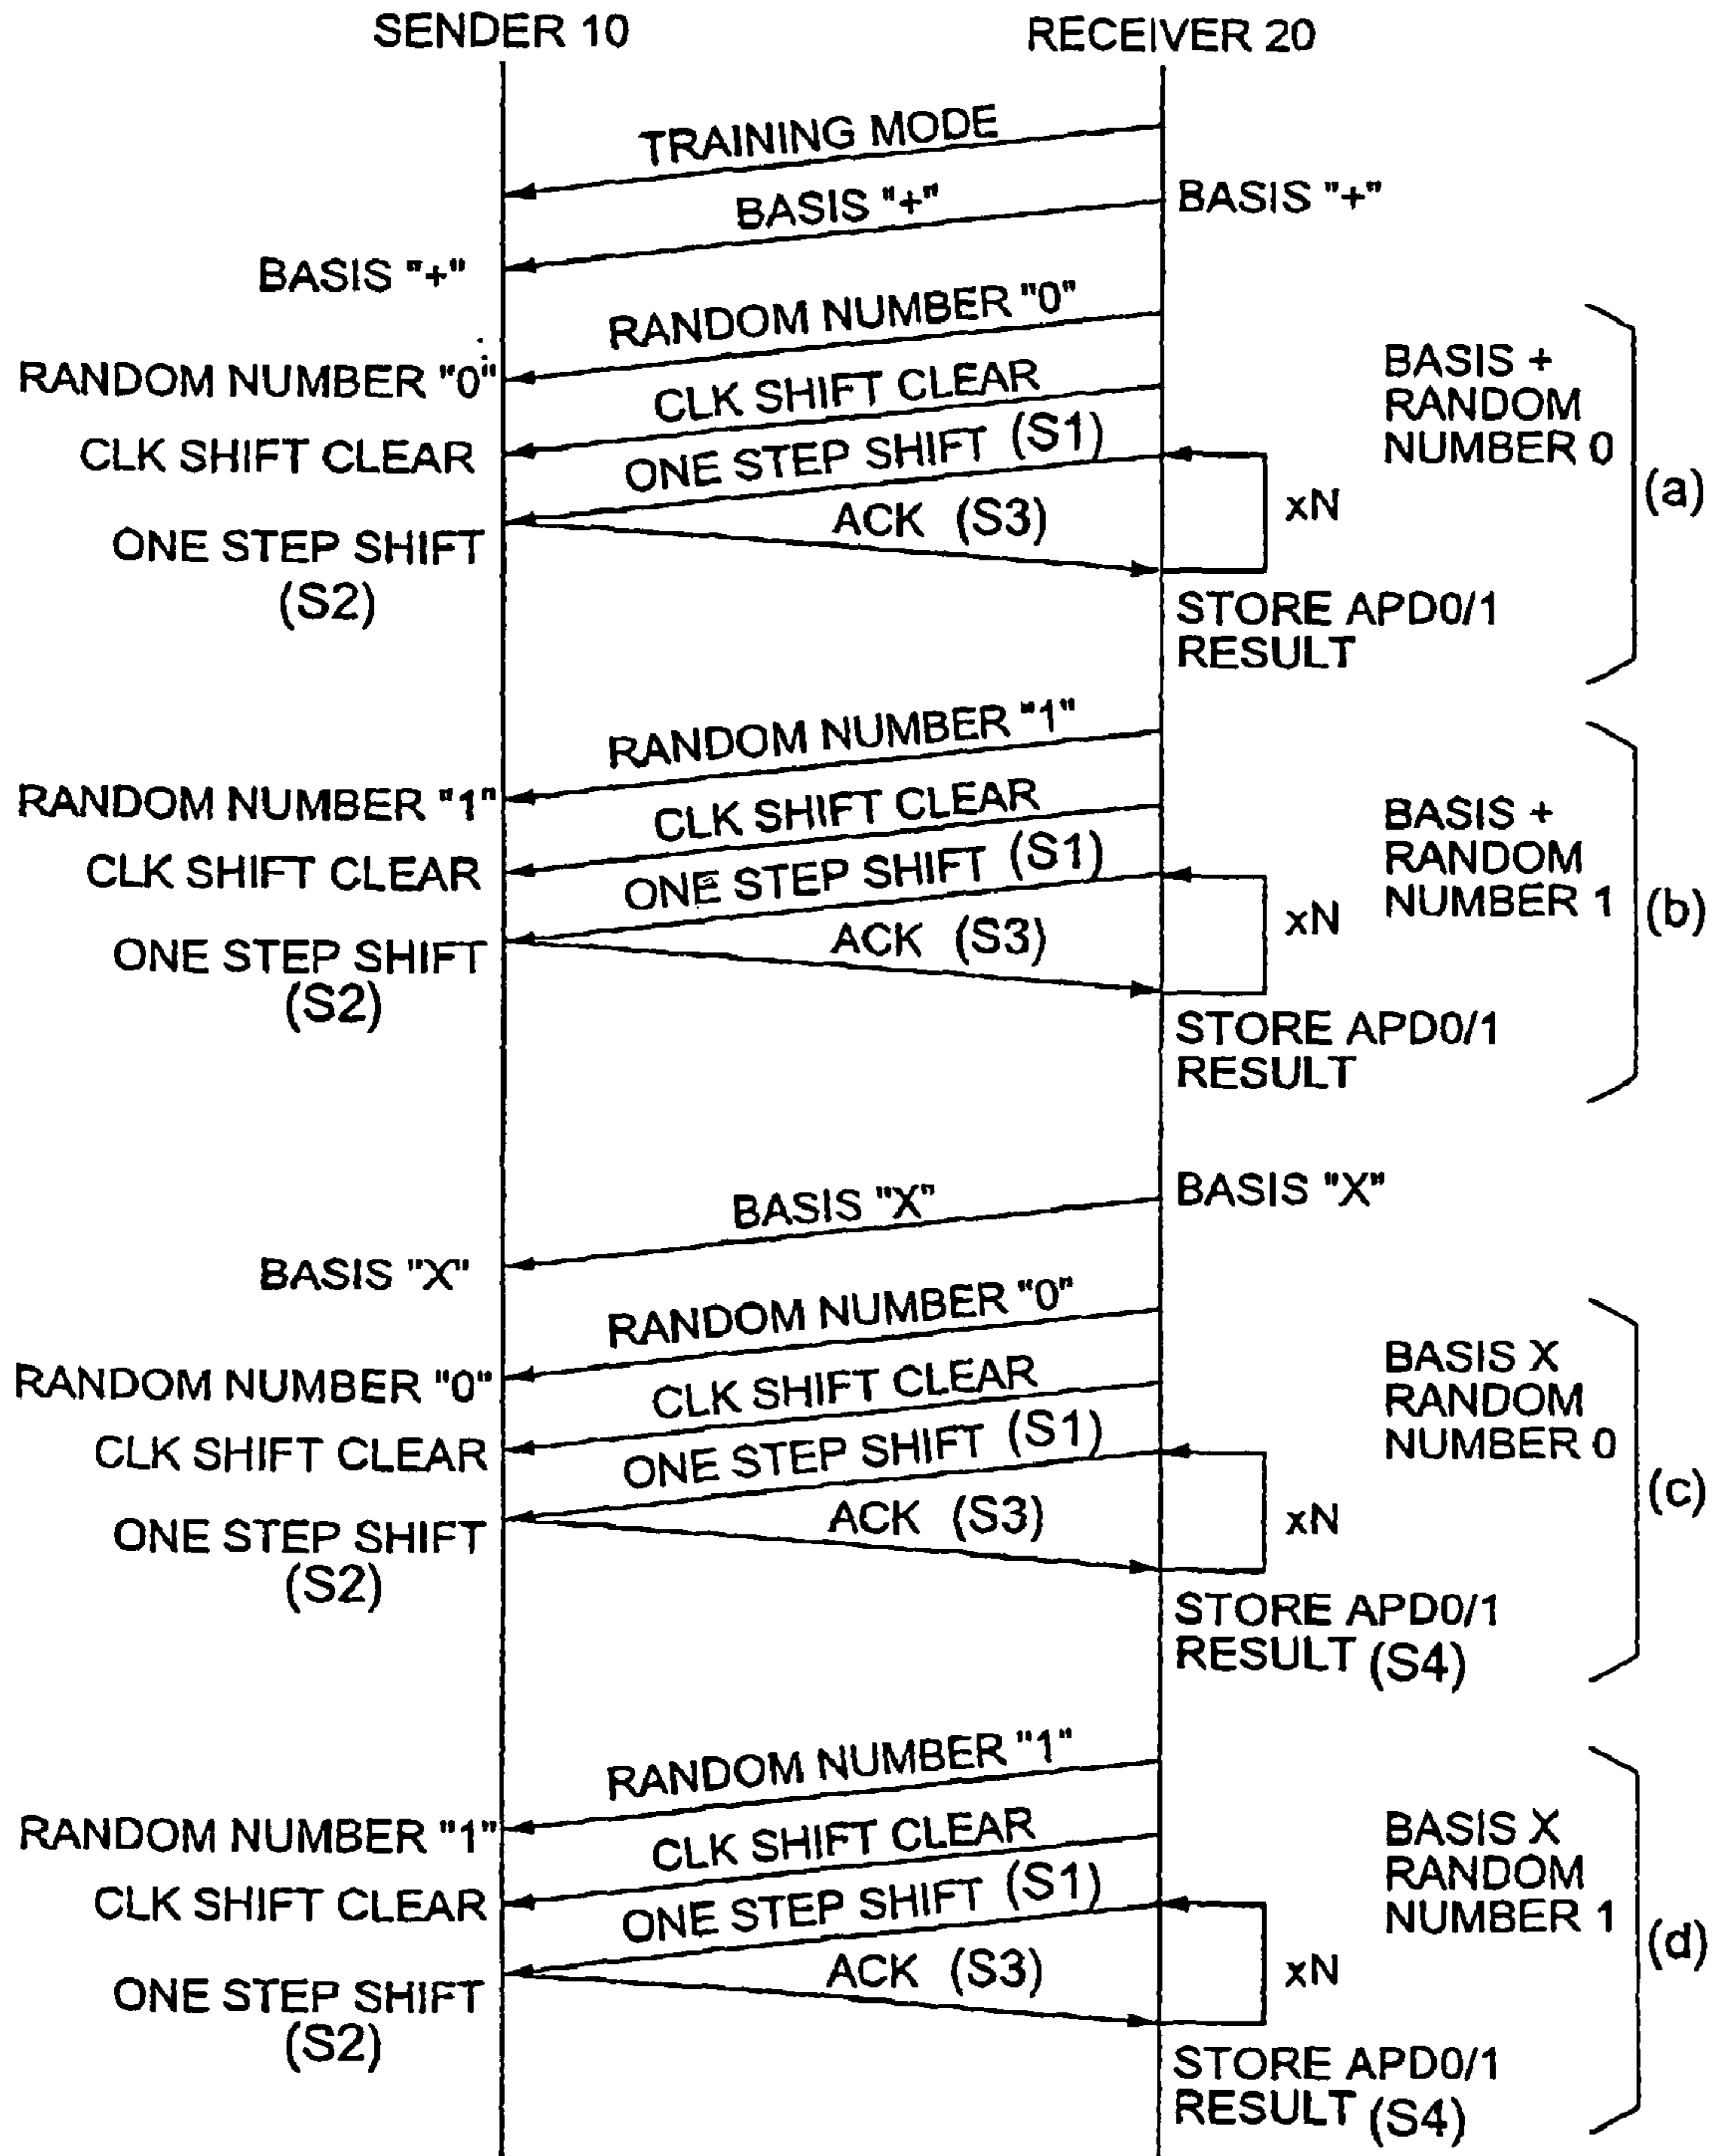 SENDER 10
RECEIVER 20
TRAINING MODE
BASIS "+"
BASIS "+"
BASIS "+"
RANDOM NUMBER "0"
RANDOM NUMBER "0"
CLK SHIFT CLEAR
CLK SHIFT CLEAR
ONE STEP SHIFT (S1)
ACK (S3)
ONE STEP SHIFT
(S2)
xN
STORE APD0/1
RESULT
BASIS +
RANDOM
NUMBER 0
(a)
RANDOM NUMBER "1"
RANDOM NUMBER "1"
CLK SHIFT CLEAR
CLK SHIFT CLEAR
ONE STEP SHIFT (S1)
ACK (S3)
ONE STEP SHIFT
(S2)
xN
STORE APD0/1
RESULT
BASIS +
RANDOM
NUMBER 1
(b)
BASIS "X"
BASIS "X"
BASIS "X"
RANDOM NUMBER "0"
RANDOM NUMBER "0"
CLK SHIFT CLEAR
CLK SHIFT CLEAR
ONE STEP SHIFT (S1)
ACK (S3)
ONE STEP SHIFT
(S2)
xN
STORE APD0/1
RESULT (S4)
BASIS X
RANDOM
NUMBER 0
(c)
RANDOM NUMBER "1"
RANDOM NUMBER "1"
CLK SHIFT CLEAR
CLK SHIFT CLEAR
ONE STEP SHIFT (S1)
ACK (S3)
ONE STEP SHIFT
(S2)
xN
STORE APD0/1
RESULT (S4)
BASIS X
RANDOM
NUMBER 1
(d)